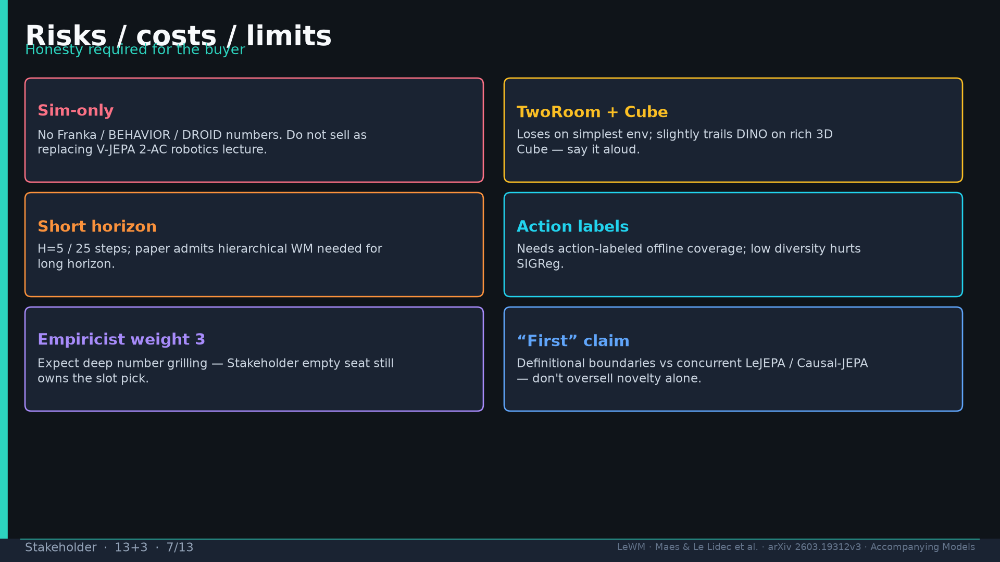 Risks / costs / limits
Honesty required for the buyer
Sim-only
No Franka / BEHAVIOR / DROID numbers. Do not sell as
replacing V-JEPA 2-AC robotics lecture.
TwoRoom + Cube
Loses on simplest env; slightly trails DINO on rich 3D
Cube — say it aloud.
Short horizon
H=5 / 25 steps; paper admits hierarchical WM needed for
long horizon.
Action labels
Needs action-labeled offline coverage; low diversity hurts
SIGReg.
Empiricist weight 3
Expect deep number grilling — Stakeholder empty seat still
owns the slot pick.
“First” claim
Definitional boundaries vs concurrent LeJEPA / Causal-JEPA
— don't oversell novelty alone.
Stakeholder · 13+3 · 7/13
LeWM · Maes & Le Lidec et al. · arXiv 2603.19312v3 · Accompanying Models